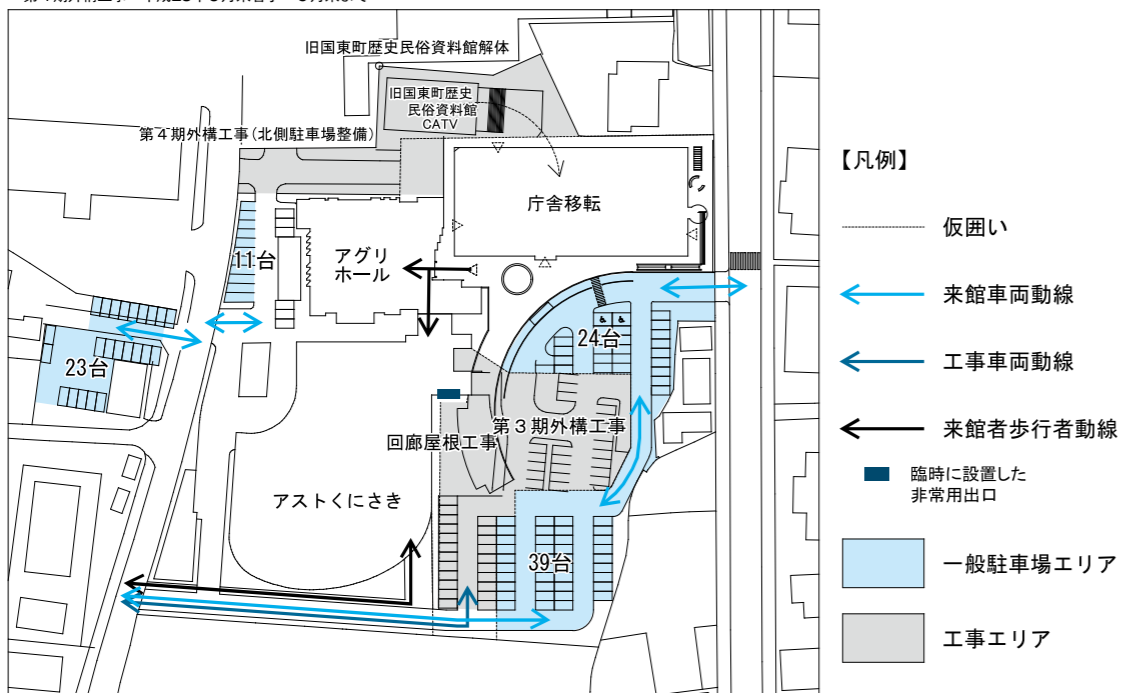 旧国東町歴史民俗資料館解体
旧国東町歴史
民俗資料館
CATV
第4期外構工事（北側駐車場整備）
庁舎移転
アグリ
ホール
11台
24台
23台
第3期外構工事
回廊屋根工事
アストくにさき
39台
【凡例】
仮囲い
来館車両動線
工事車両動線
来館者歩行者動線
臨時に設置した
非常用出口
一般駐車場エリア
工事エリア